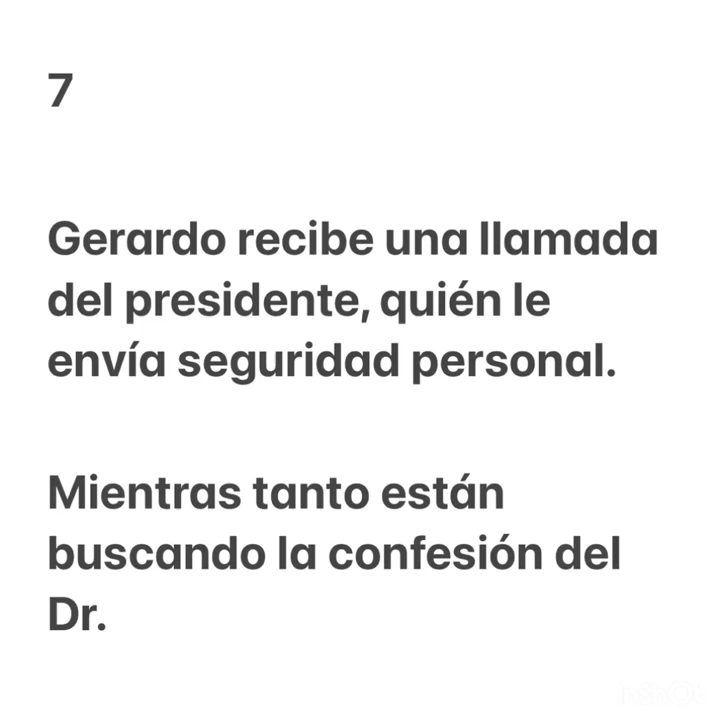 7
Gerardo recibe una llamada
del presidente, quién le
envía seguridad personal.
Mientras tanto están
buscando la confesión del
Dr.